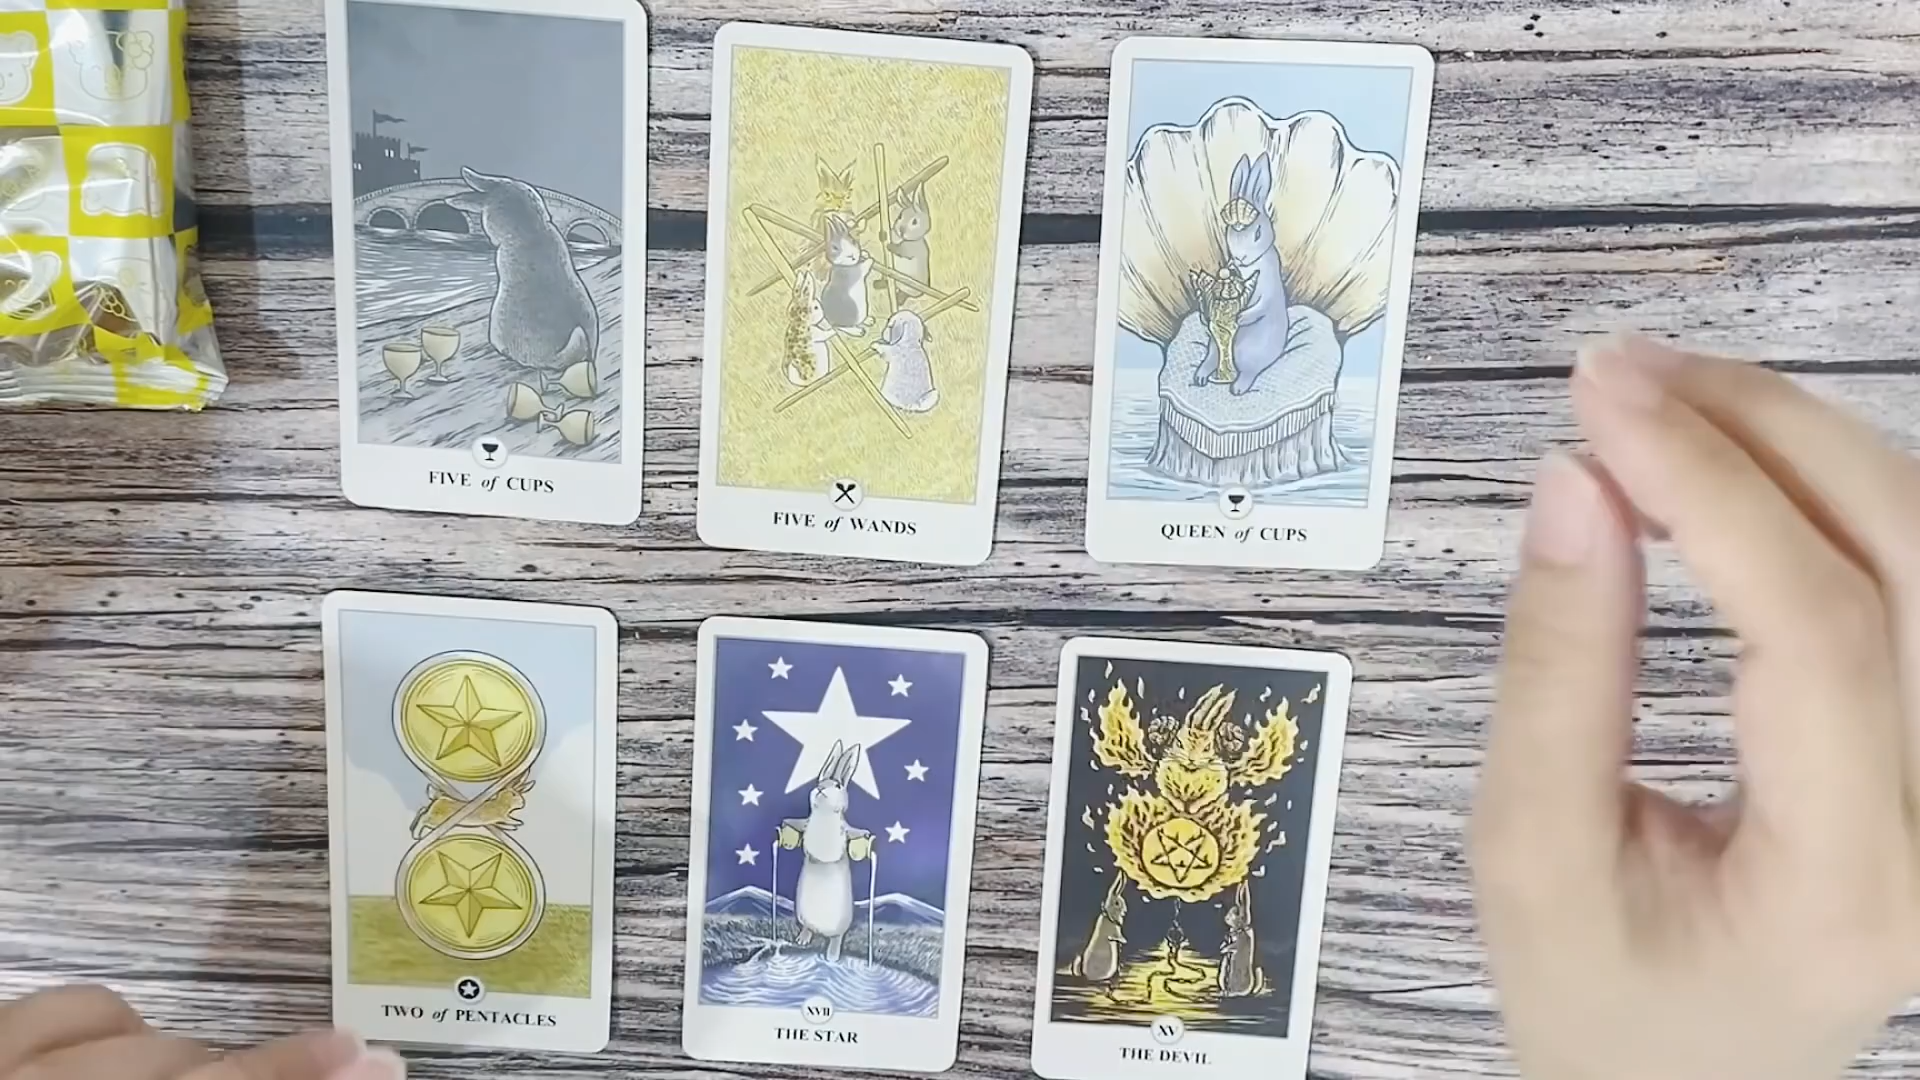 FIVE of CUPS
FIVE of WANDS
QUEEN of CUPS
TWO of PENTACLES
XVII
THE STAR
XV
THE DEVIL